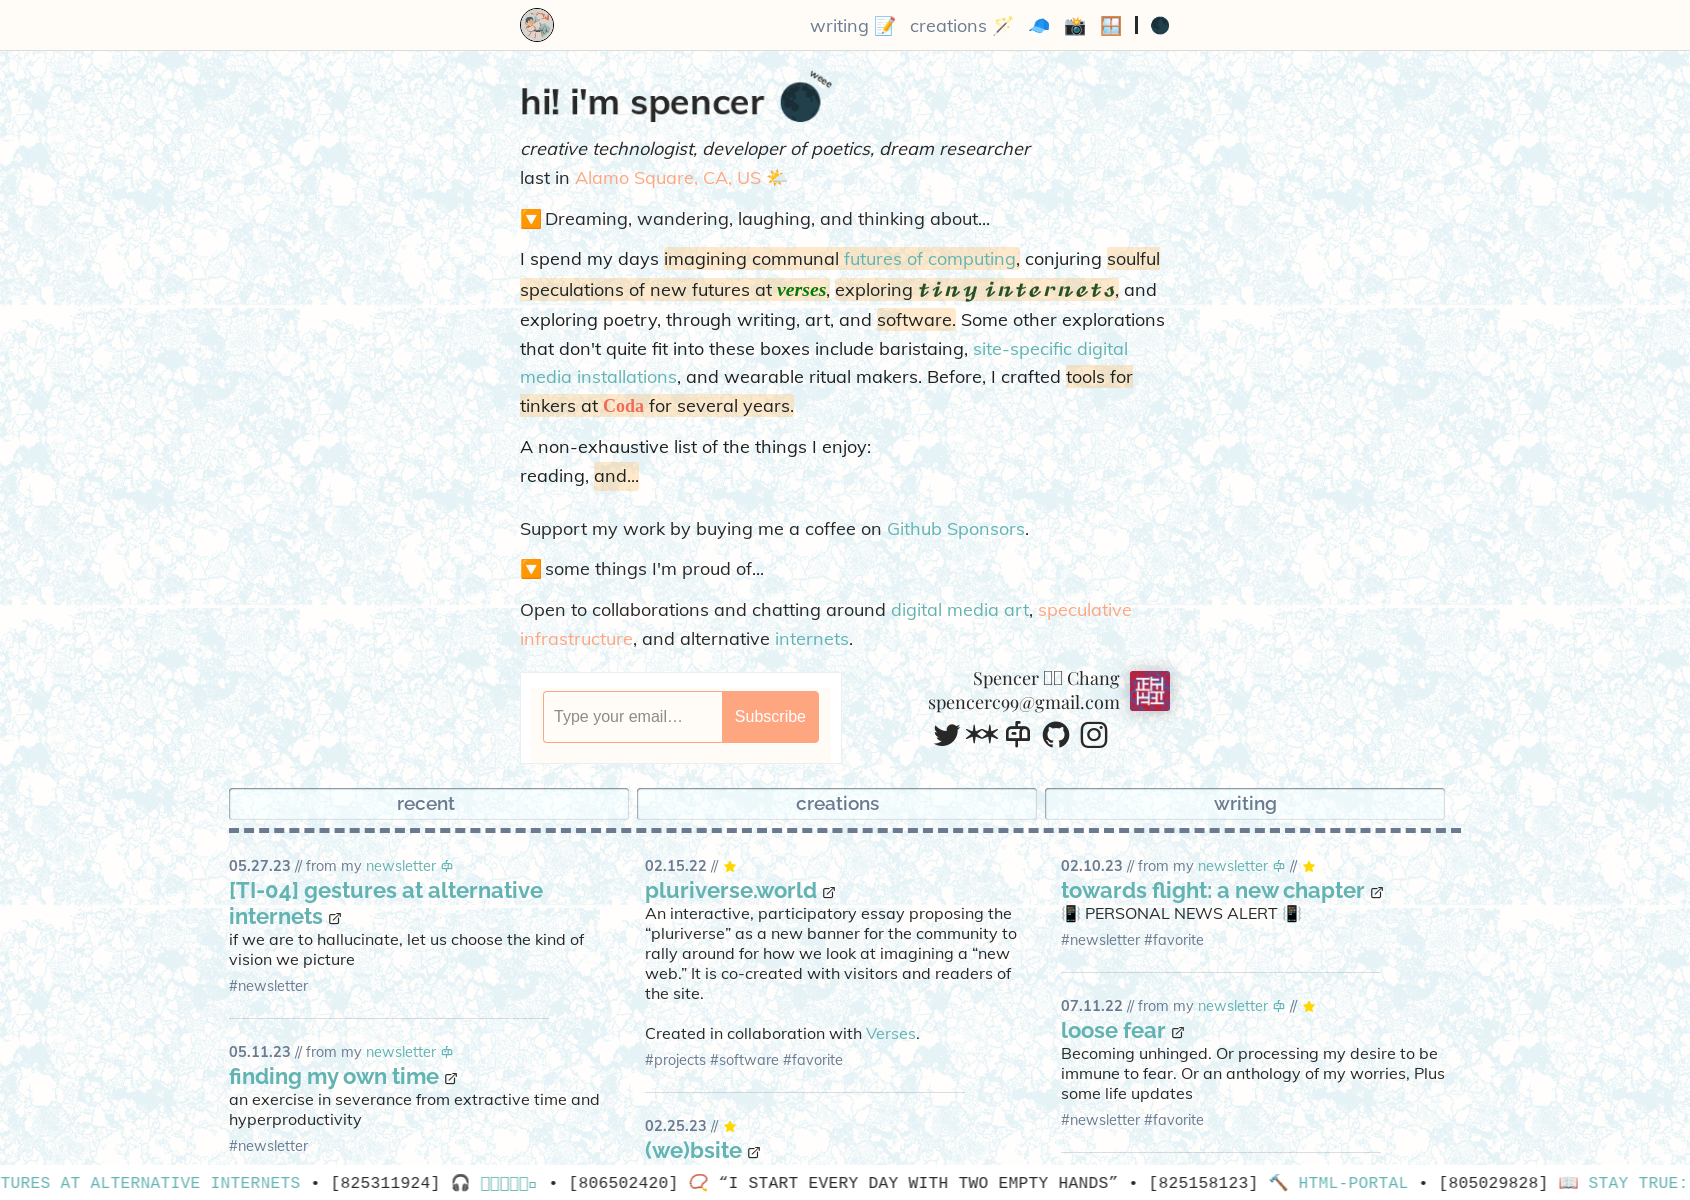 writing 📝 creations 🪄 🧢 📸 🪟 | 🌑
weee
hi! i'm spencer 🌑
creative technologist, developer of poetics, dream researcher
last in Alamo Square, CA, US 🌤️
🔽 Dreaming, wandering, laughing, and thinking about...
I spend my days imagining communal futures of computing, conjuring soulful
speculations of new futures at verses, exploring tiny internets, and
exploring poetry, through writing, art, and software. Some other explorations
that don't quite fit into these boxes include baristaing, site-specific digital
media installations, and wearable ritual makers. Before, I crafted tools for
tinkers at Coda for several years.
A non-exhaustive list of the things I enjoy:
reading, and...
Support my work by buying me a coffee on Github Sponsors.
🔽 some things I'm proud of...
Open to collaborations and chatting around digital media art, speculative
infrastructure, and alternative internets.
Type your email… Subscribe
Spencer Chang
spencerc99@gmail.com
recent
creations
writing
05.27.23 // from my newsletter
[TI-04] gestures at alternative
internets
if we are to hallucinate, let us choose the kind of
vision we picture
#newsletter
05.11.23 // from my newsletter
finding my own time
an exercise in severance from extractive time and
hyperproductivity
#newsletter
02.15.22 // ⭐
pluriverse.world
An interactive, participatory essay proposing the
“pluriverse” as a new banner for the community to
rally around for how we look at imagining a “new
web.” It is co-created with visitors and readers of
the site.
Created in collaboration with Verses.
#projects #software #favorite
02.25.23 // ⭐
(we)bsite
02.10.23 // from my newsletter // ⭐
towards flight: a new chapter
📳 PERSONAL NEWS ALERT 📳
#newsletter #favorite
07.11.22 // from my newsletter // ⭐
loose fear
Becoming unhinged. Or processing my desire to be
immune to fear. Or an anthology of my worries, Plus
some life updates
#newsletter #favorite
TURES AT ALTERNATIVE INTERNETS • [825311924] 🎧 • [806502420] 📿 “I START EVERY DAY WITH TWO EMPTY HANDS” • [825158123] 🔨 HTML-PORTAL • [805029828] 📖 STAY TRUE: